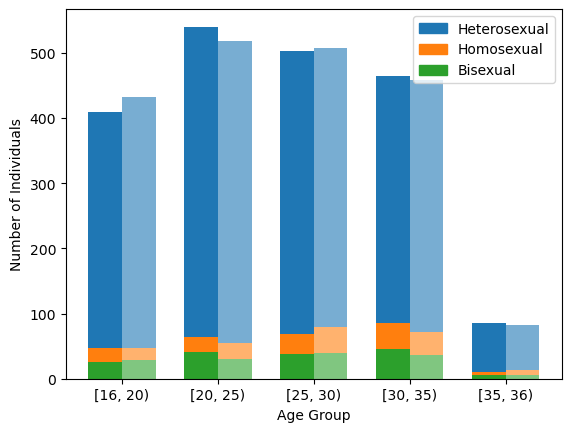 Heterosexual
Homosexual
Bisexual
500
400
300
200
100
0
Number of Individuals
[16, 20)
[20, 25)
[25, 30)
[30, 35)
[35, 36)
Age Group